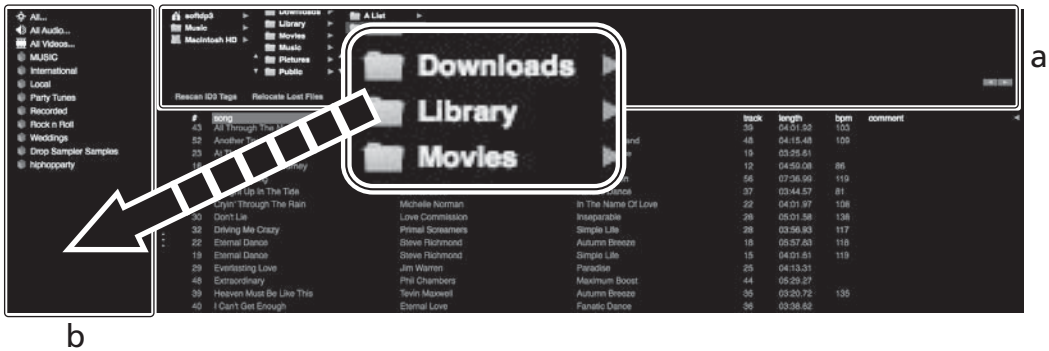 All...
All Audio...
All Videos...
MUSIC
International
Local
Party Tunes
Recorded
Rock n Roll
Weddings
Drop Sampler Samples
hiphopparty
softdp3
Music
Macintosh HD
Downloads
Library
Movies
Music
Pictures
Public
A List
Rescan ID3 Tags Relocate Lost Files
Downloads
Library
Movies
a
# song track length bpm comment
43 All Through The 39 04:01.92 103
52 Another 48 04:15.48 109
23 19 03:25.61
12 04:59.08 86
56 07:36.99 119
Up In The Tide 37 03:44.57 81
Cryin' Through The Rain Michelle Norman In The Name Of Love 22 04:01.97 108
30 Don't Lie Love Commission Inseparable 26 05:01.58 136
32 Driving Me Crazy Primal Screamers Simple Life 28 03:56.93 117
22 Eternal Dance Steve Richmond Autumn Breeze 18 05:57.63 118
19 Eternal Dance Steve Richmond Simple Life 15 04:01.61 119
29 Everlasting Love Jim Warren Paradise 25 04:13.31
48 Extraordinary Phil Chambers Maximum Boost 44 05:29.27
39 Heaven Must Be Like This Tevin Maxwell Autumn Breeze 35 03:20.72 135
40 I Can't Get Enough Eternal Love Fanatic Dance 36 03:38.62
b